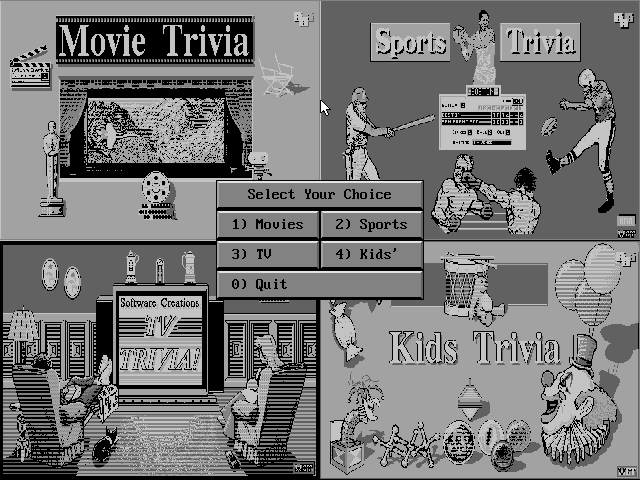 Movie Trivia
Sports Trivia
Select Your Choice
1) Movies
2) Sports
3) TV
4) Kids'
0) Quit
Software Creations
TV
TRIVIA!
Kids Trivia